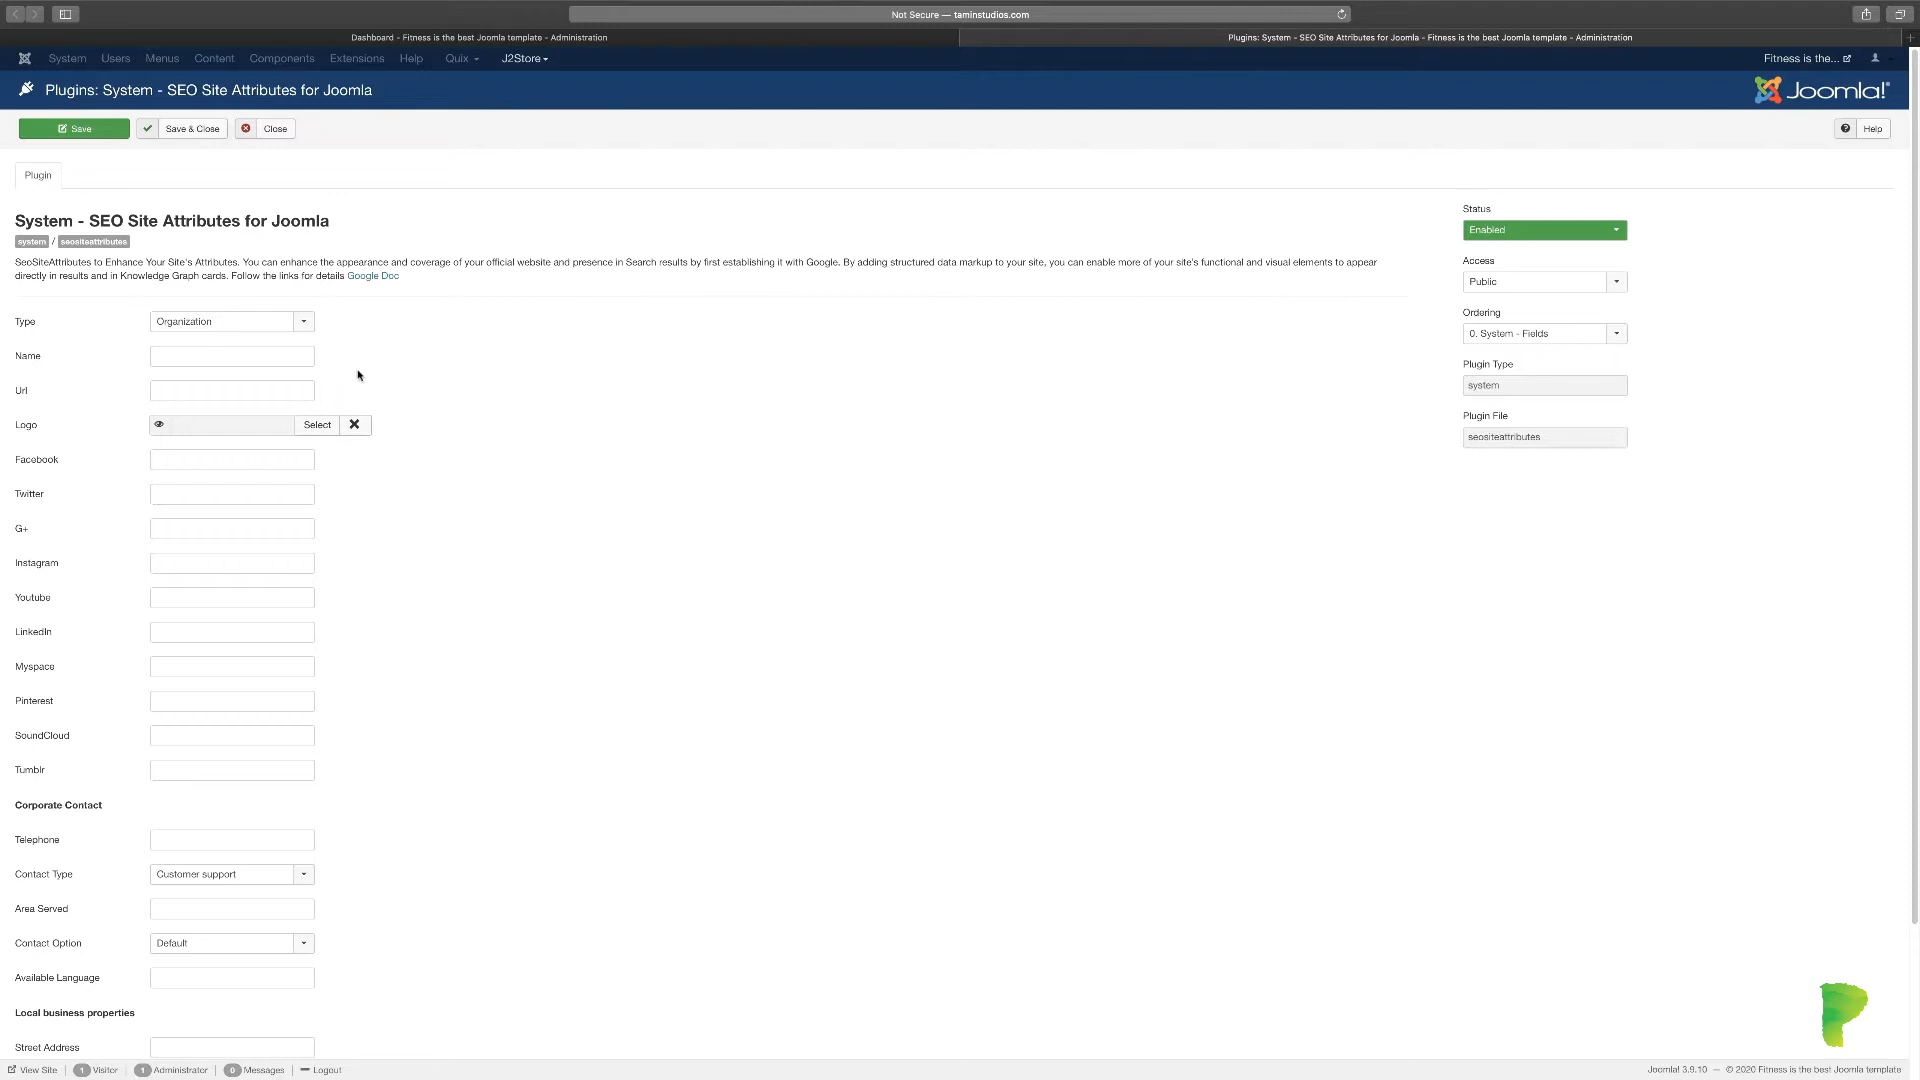 Not Secure — taminstudios.com
Dashboard - Fitness is the best Joomla template - Administration
Plugins: System - SEO Site Attributes for Joomla - Fitness is the best Joomla template - Administration
System Users Menus Content Components Extensions Help Quix J2Store Fitness is the...
Plugins: System - SEO Site Attributes for Joomla
Joomla!®
Save
Save & Close
Close
Help
Plugin
System - SEO Site Attributes for Joomla
system / seositeattributes
SeoSiteAttributes to Enhance Your Site's Attributes. You can enhance the appearance and coverage of your official website and presence in Search results by first establishing it with Google. By adding structured data markup to your site, you can enable more of your site's functional and visual elements to appear
directly in results and in Knowledge Graph cards. Follow the links for details Google Doc
Type Organization
Name
Url
Logo Select
Facebook
Twitter
G+
Instagram
Youtube
LinkedIn
Myspace
Pinterest
SoundCloud
Tumblr
Corporate Contact
Telephone
Contact Type Customer support
Area Served
Contact Option Default
Available Language
Local business properties
Street Address
Status
Enabled
Access
Public
Ordering
0. System - Fields
Plugin Type
system
Plugin File
seositeattributes
View Site 1 Visitor 1 Administrator 0 Messages Logout
Joomla! 3.9.10 — © 2020 Fitness is the best Joomla template